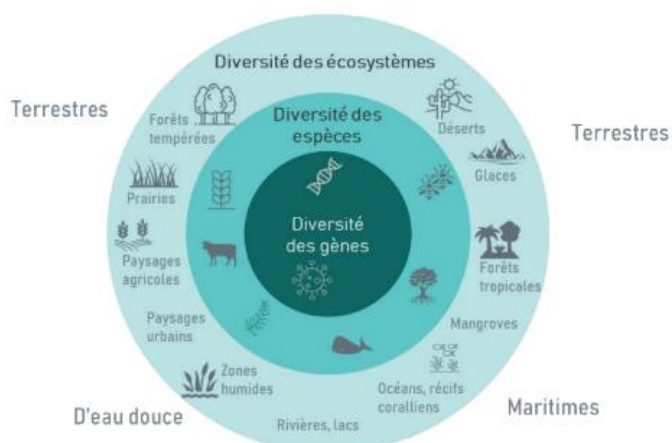 Diversité des écosystèmes
Terrestres
Terrestres
Forêts
tempérées
Diversité des
espèces
Déserts
Glaces
Prairies
Diversité
des gènes
Paysages
agricoles
Forêts
tropicales
Paysages
urbains
Mangroves
Zones
humides
Océans, récifs
coralliens
D'eau douce
Rivières, lacs
Maritimes